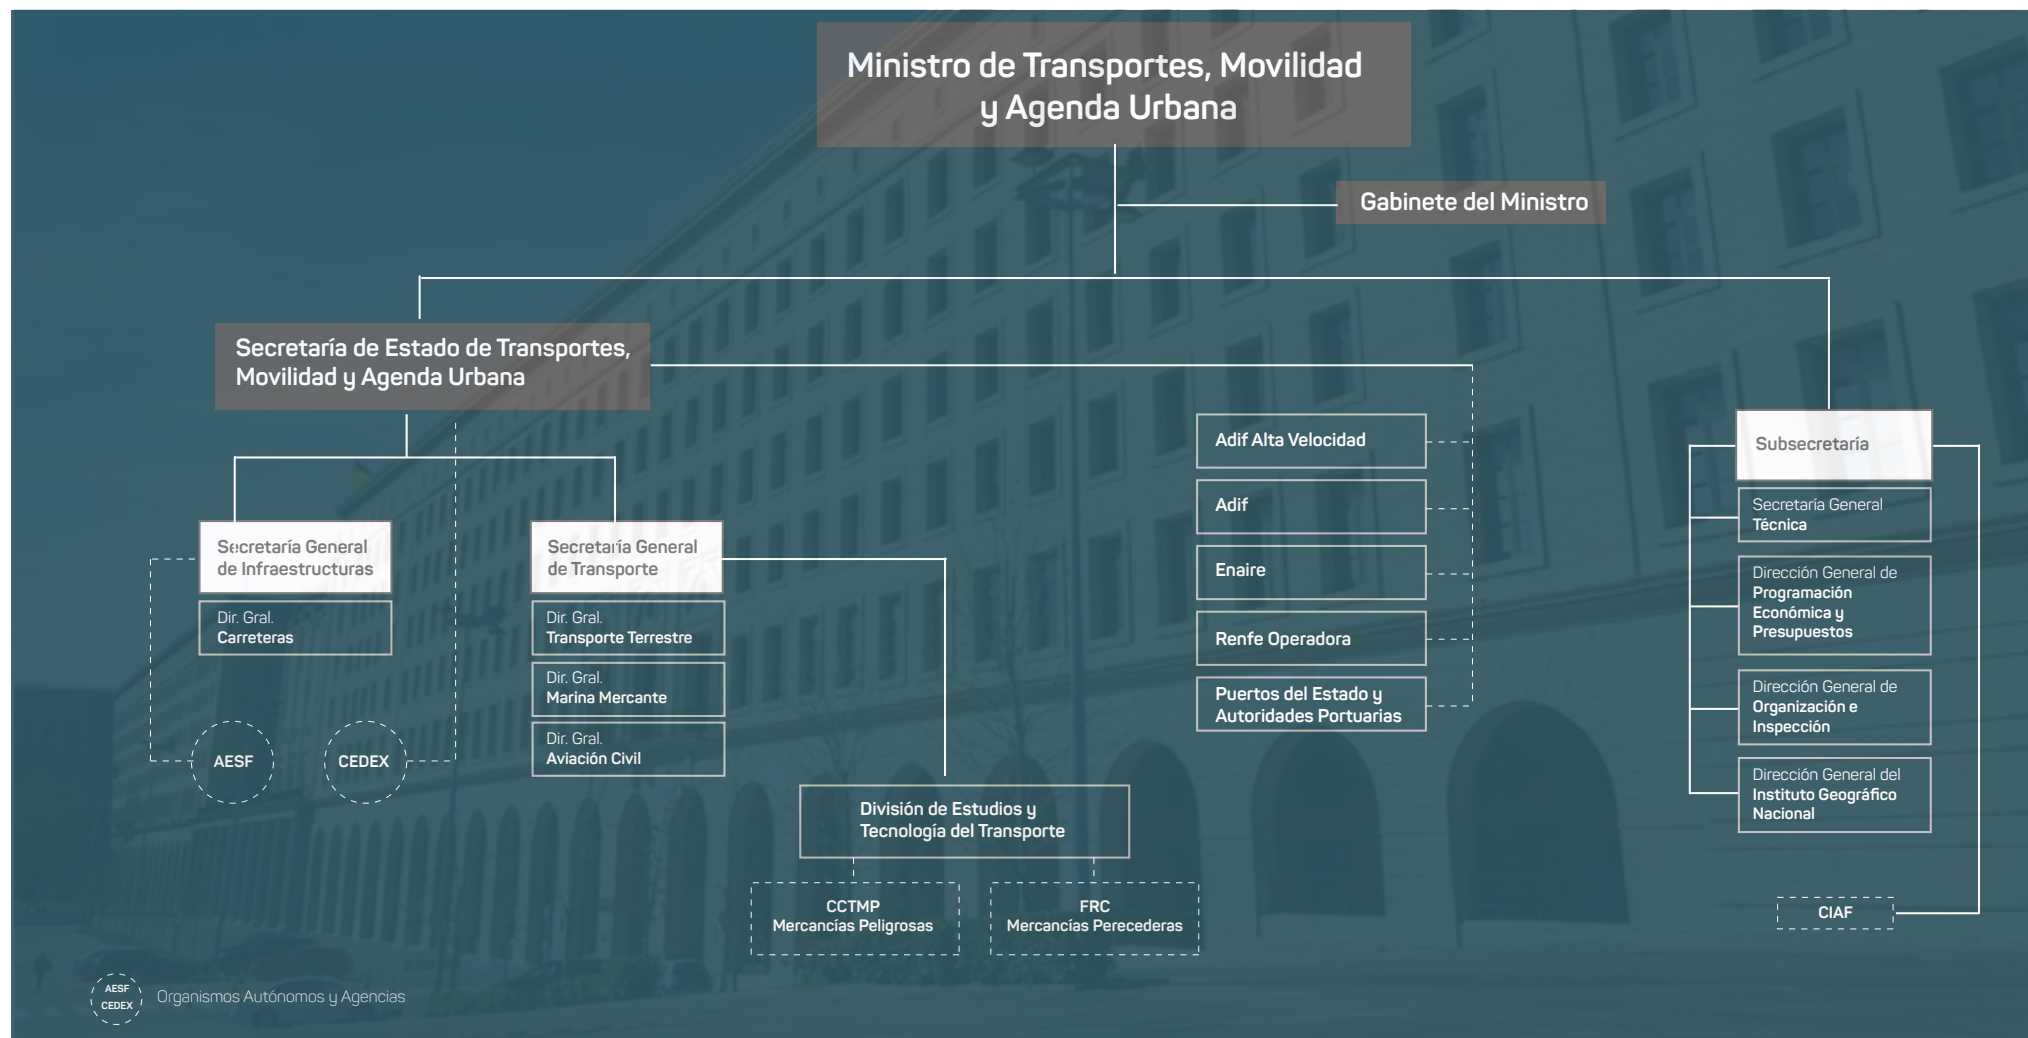 Ministro de Transportes, Movilidad
y Agenda Urbana
Gabinete del Ministro
Secretaría de Estado de Transportes,
Movilidad y Agenda Urbana
Secretaría General
de Infraestructuras
Dir. Gral.
Carreteras
AESF
CEDEX
Secretaría General
de Transporte
Dir. Gral.
Transporte Terrestre
Dir. Gral.
Marina Mercante
Dir. Gral.
Aviación Civil
División de Estudios y
Tecnología del Transporte
CCTMP
Mercancías Peligrosas
FRC
Mercancías Perecederas
Adif Alta Velocidad
Adif
Enaire
Renfe Operadora
Puertos del Estado y
Autoridades Portuarias
Subsecretaría
Secretaría General
Técnica
Dirección General de
Programación
Económica y
Presupuestos
Dirección General de
Organización e
Inspección
Dirección General del
Instituto Geográfico
Nacional
CIAF
AESF
CEDEX
Organismos Autónomos y Agencias